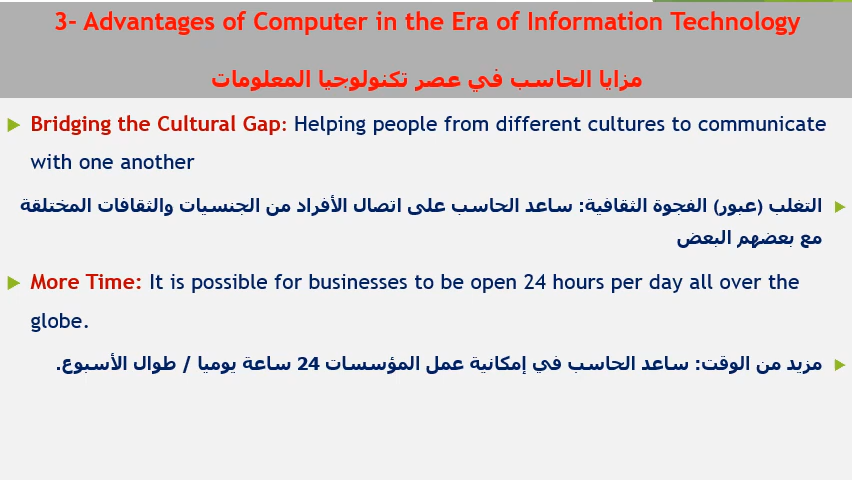 3- Advantages of Computer in the Era of Information Technology
مزايا الحاسب في عصر تكنولوجيا المعلومات
Bridging the Cultural Gap: Helping people from different cultures to communicate
with one another
التغلب (عبور) الفجوة الثقافية: ساعد الحاسب على اتصال الأفراد من الجنسيات والثقافات المختلقة
مع بعضهم البعض
More Time: It is possible for businesses to be open 24 hours per day all over the
globe.
مزيد من الوقت: ساعد الحاسب في إمكانية عمل المؤسسات 24 ساعة يوميا / طوال الأسبوع.